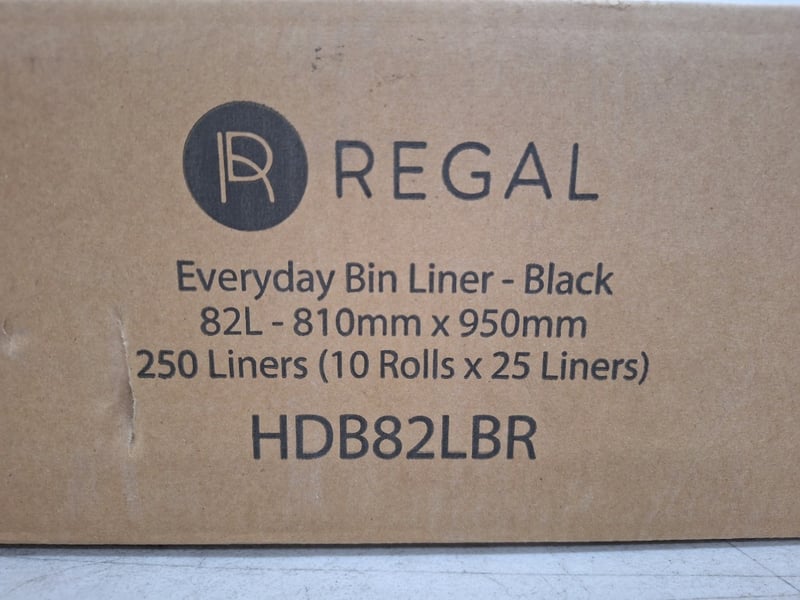 R REGAL
Everyday Bin Liner - Black
82L - 810mm x 950mm
250 Liners (10 Rolls x 25 Liners)
HDB82LBR